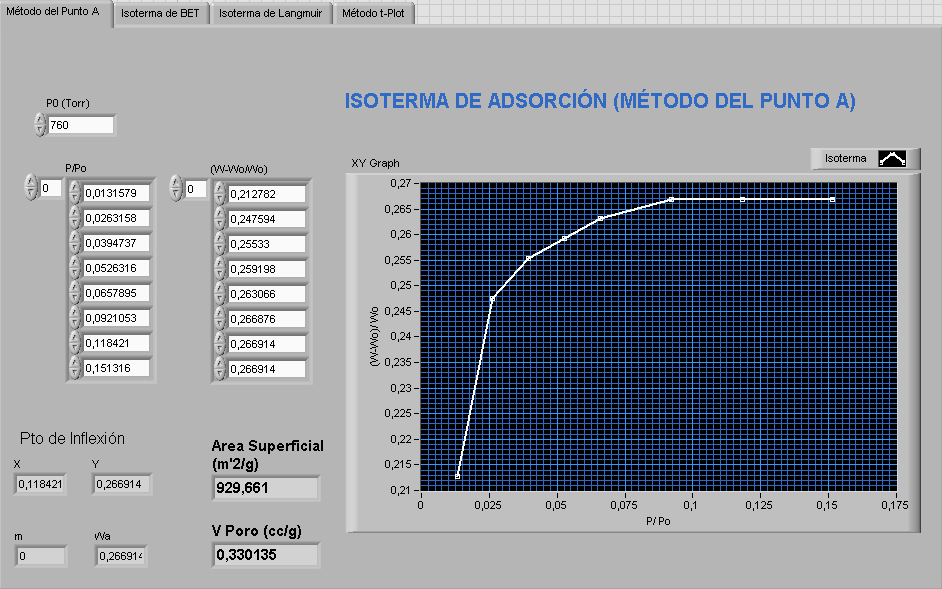 Método del Punto A
Isoterma de BET
Isoterma de Langmuir
Método t-Plot
ISOTERMA DE ADSORCIÓN (MÉTODO DEL PUNTO A)
P0 (Torr)
760
P/Po
0
0,0131579
0,0263158
0,0394737
0,0526316
0,0657895
0,0921053
0,118421
0,151316
(W-Wo/Wo)
0
0,212782
0,247594
0,25533
0,259198
0,263066
0,266876
0,266914
0,266914
XY Graph
Isoterma
(W-Wo)/Wo
0,27
0,265
0,26
0,255
0,25
0,245
0,24
0,235
0,23
0,225
0,22
0,215
0,21
0
0,025
0,05
0,075
0,1
0,125
0,15
0,175
P/Po
Pto de Inflexión
X
0,118421
Y
0,266914
m
0
Wa
0,266914
Area Superficial
(m'2/g)
929,661
V Poro (cc/g)
0,330135